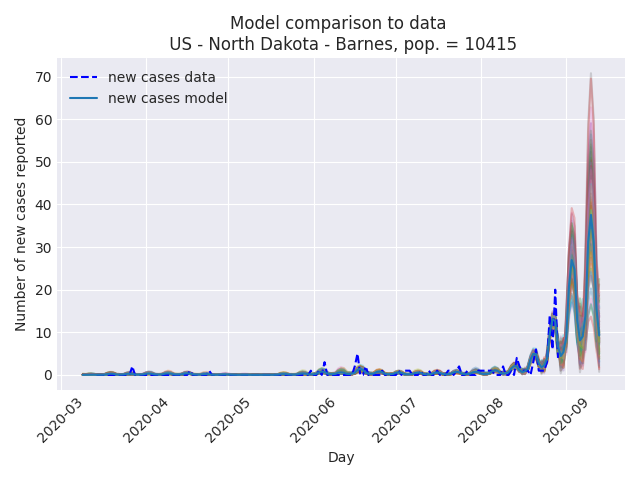 Model comparison to data
US - North Dakota - Barnes, pop. = 10415
new cases data
new cases model
Number of new cases reported
70
60
50
40
30
20
10
0
2020-03
2020-04
2020-05
2020-06
2020-07
2020-08
2020-09
Day